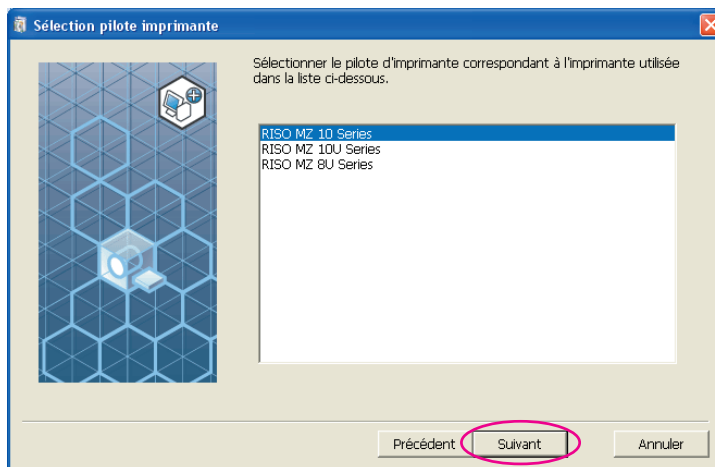 Sélection pilote imprimante
Sélectionner le pilote d'imprimante correspondant à l'imprimante utilisée
dans la liste ci-dessous.
RISO MZ 10 Series
RISO MZ 10U Series
RISO MZ 8U Series
Précédent
Suivant
Annuler